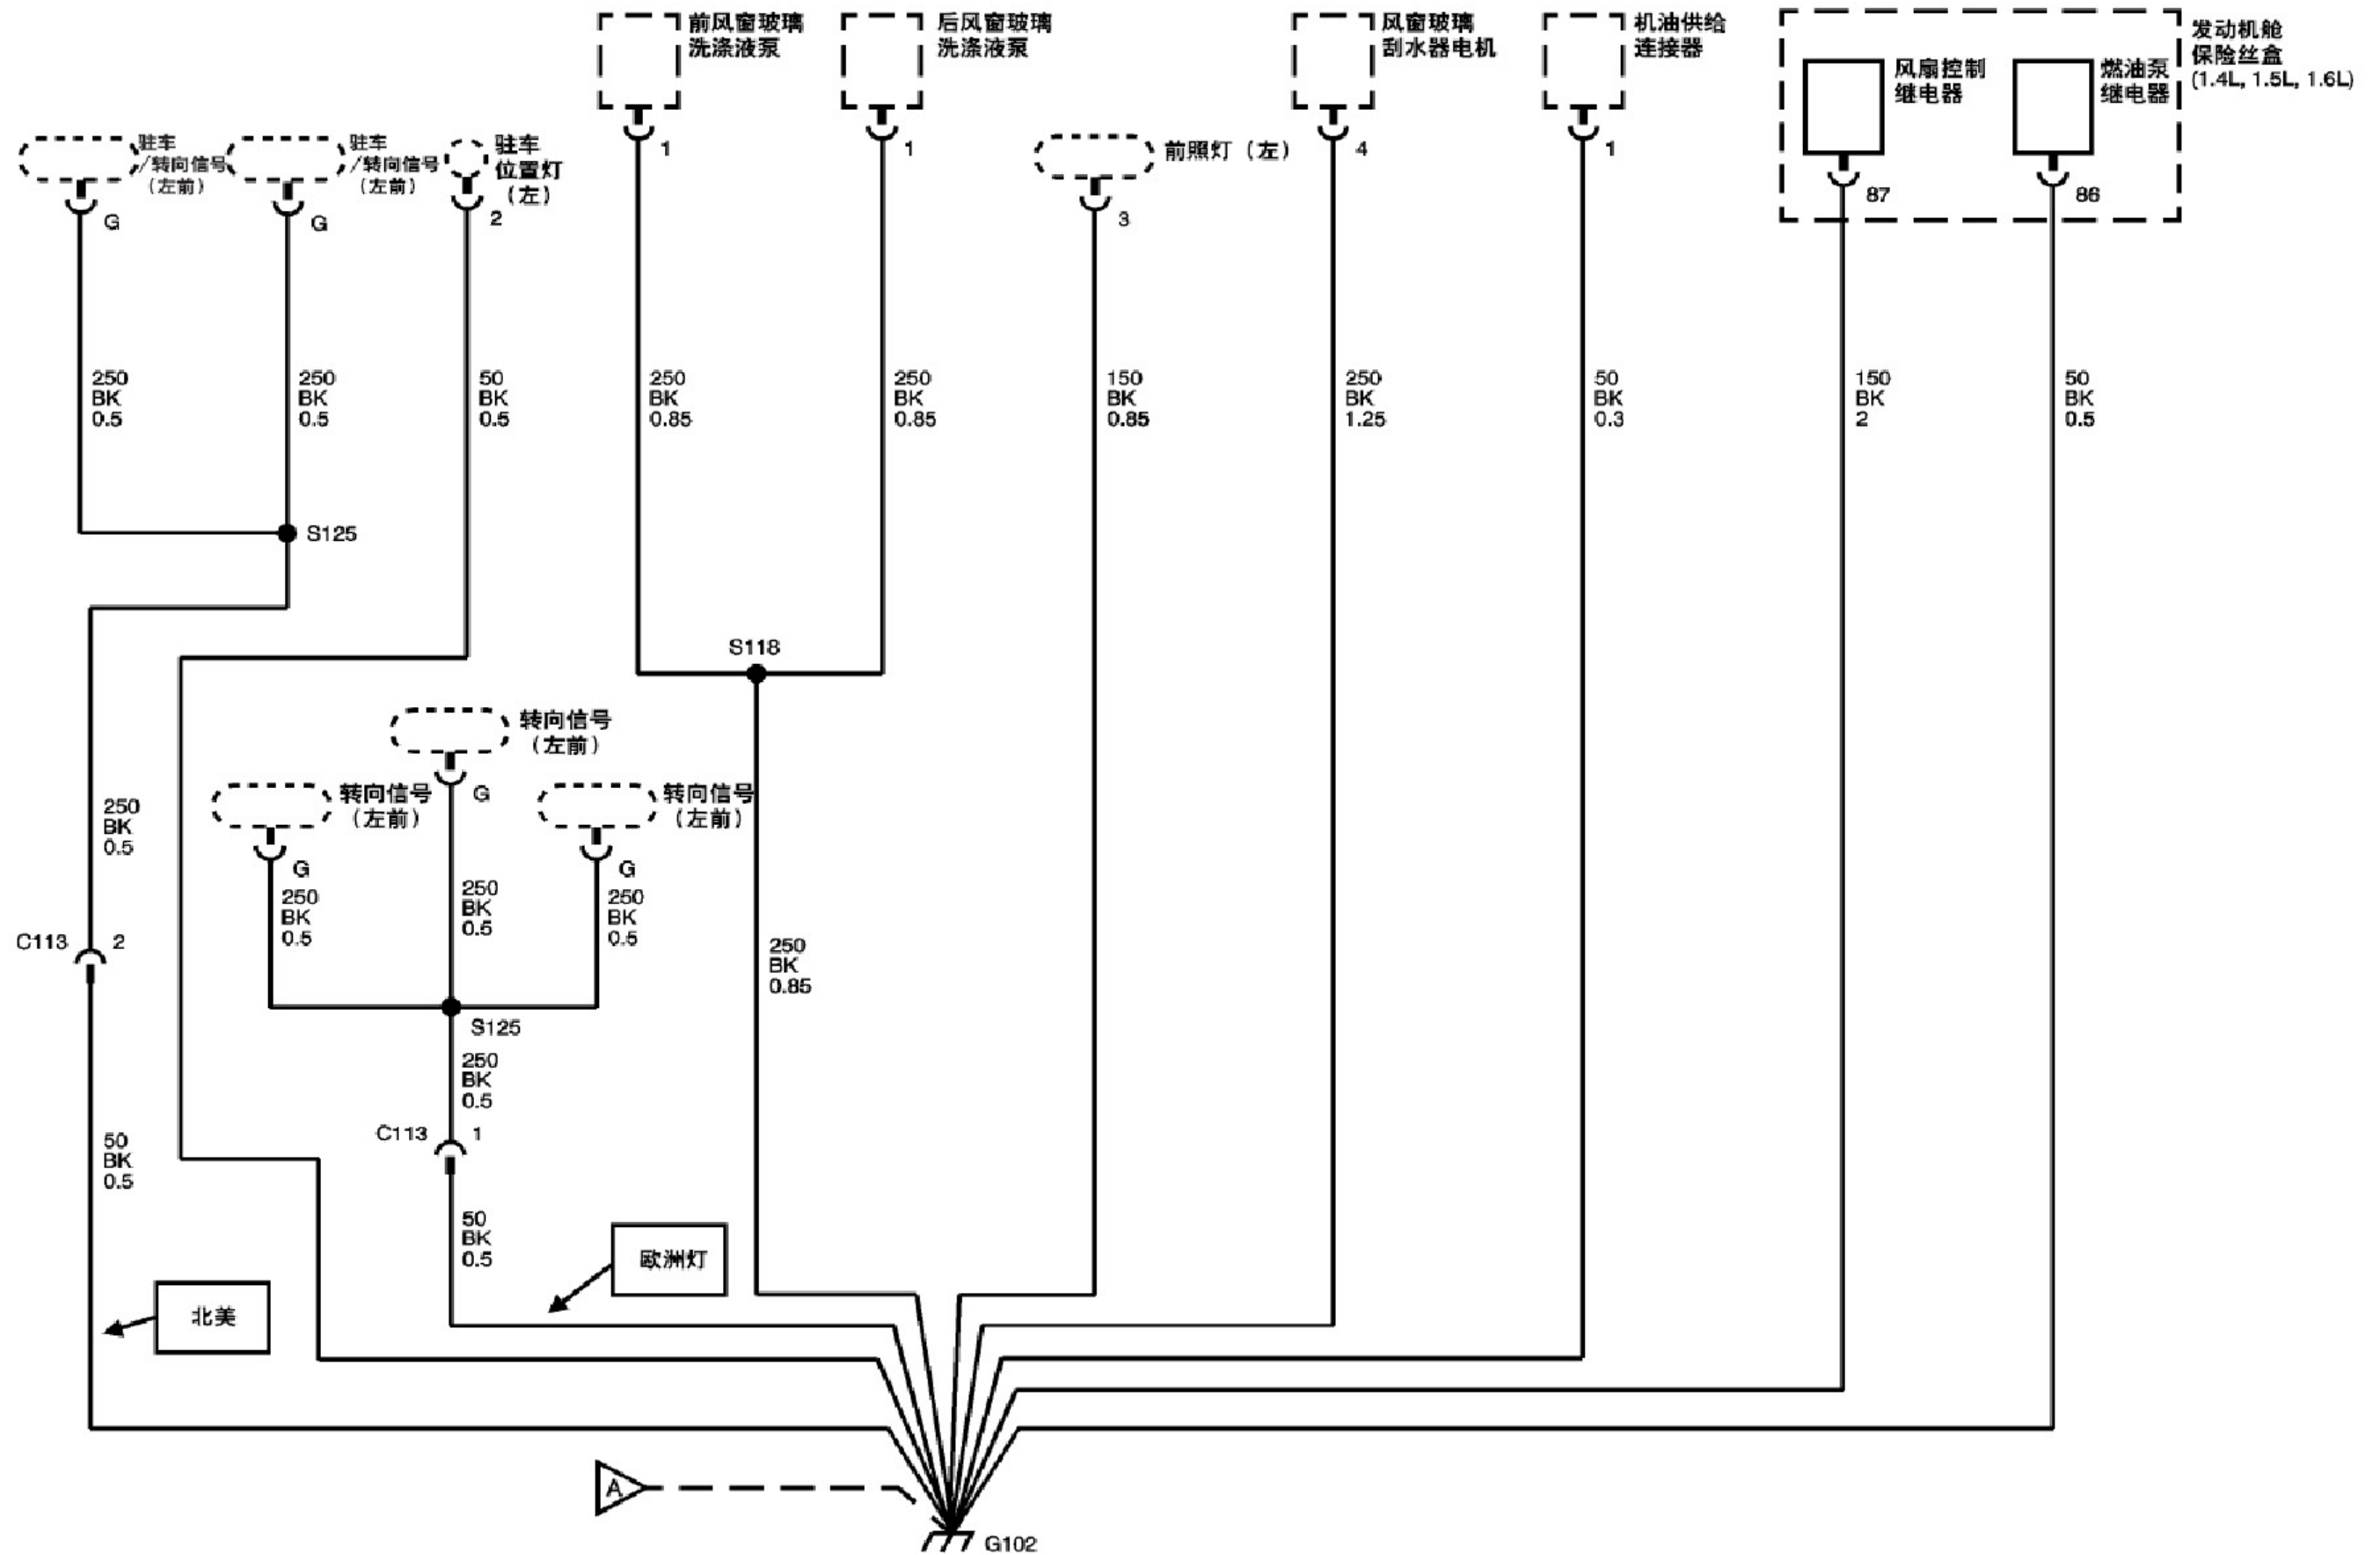 前风窗玻璃
洗涤液泵
后风窗玻璃
洗涤液泵
风窗玻璃
刮水器电机
机油供给
连接器
发动机舱
保险丝盒
(1.4L, 1.5L, 1.6L)
风扇控制
继电器
燃油泵
继电器
驻车
/转向信号
（左前）
驻车
/转向信号
（左前）
驻车
位置灯
（左）
前照灯（左）
1
1
4
1
87
86
G
G
2
3
250
BK
0.5
250
BK
0.5
50
BK
0.5
250
BK
0.85
250
BK
0.85
150
BK
0.85
250
BK
1.25
50
BK
0.3
150
BK
2
50
BK
0.5
S125
S118
转向信号
（左前）
G
转向信号
（左前）
G
转向信号
（左前）
G
250
BK
0.5
250
BK
0.5
250
BK
0.5
250
BK
0.5
C113 2
250
BK
0.85
S125
250
BK
0.5
C113 1
50
BK
0.5
50
BK
0.5
欧洲灯
北美
A
G102